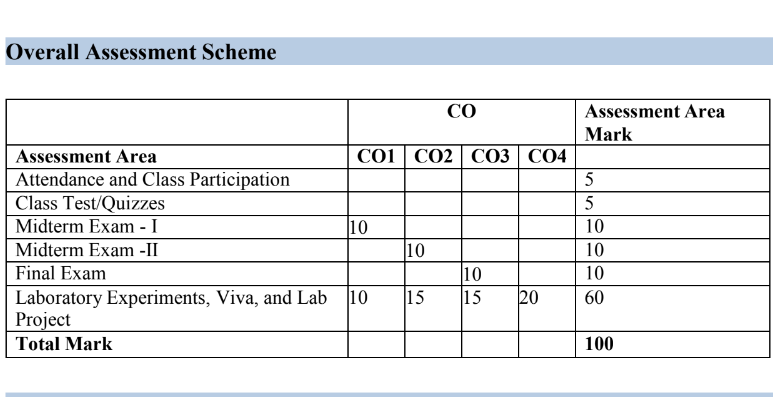 Overall Assessment Scheme
CO Assessment Area
Mark
Assessment Area CO1 CO2 CO3 CO4
Attendance and Class Participation 5
Class Test/Quizzes 5
Midterm Exam - I 10 10
Midterm Exam -II 10 10
Final Exam 10 10
Laboratory Experiments, Viva, and Lab 10 15 15 20 60
Project
Total Mark 100